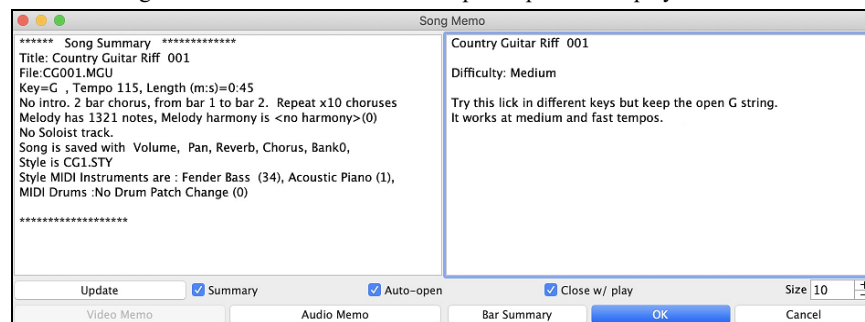 Song Memo
****** Song Summary *************
Title: Country Guitar Riff 001
File:CG001.MGU
Key=G , Tempo 115, Length (m:s)=0:45
No intro. 2 bar chorus, from bar 1 to bar 2. Repeat x10 choruses
Melody has 1321 notes, Melody harmony is <no harmony>(0)
No Soloist track.
Song is saved with Volume, Pan, Reverb, Chorus, Bank0,
Style is CG1.STY
Style MIDI Instruments are : Fender Bass (34), Acoustic Piano (1),
MIDI Drums :No Drum Patch Change (0)
*******************
Country Guitar Riff 001
Difficulty: Medium
Try this lick in different keys but keep the open G string.
It works at medium and fast tempos.
Update Summary Auto-open Close w/ play Size 10
Video Memo Audio Memo Bar Summary OK Cancel